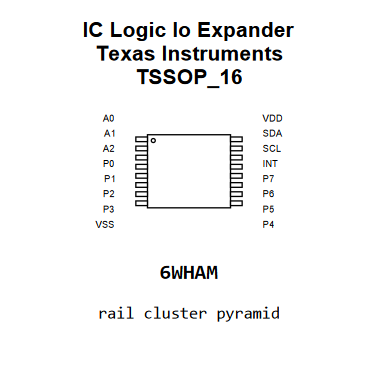 IC Logic Io Expander
Texas Instruments
TSSOP_16
A0 VDD
A1 SDA
A2 SCL
P0 INT
P1 P7
P2 P6
P3 P5
VSS P4
6WHAM
rail cluster pyramid